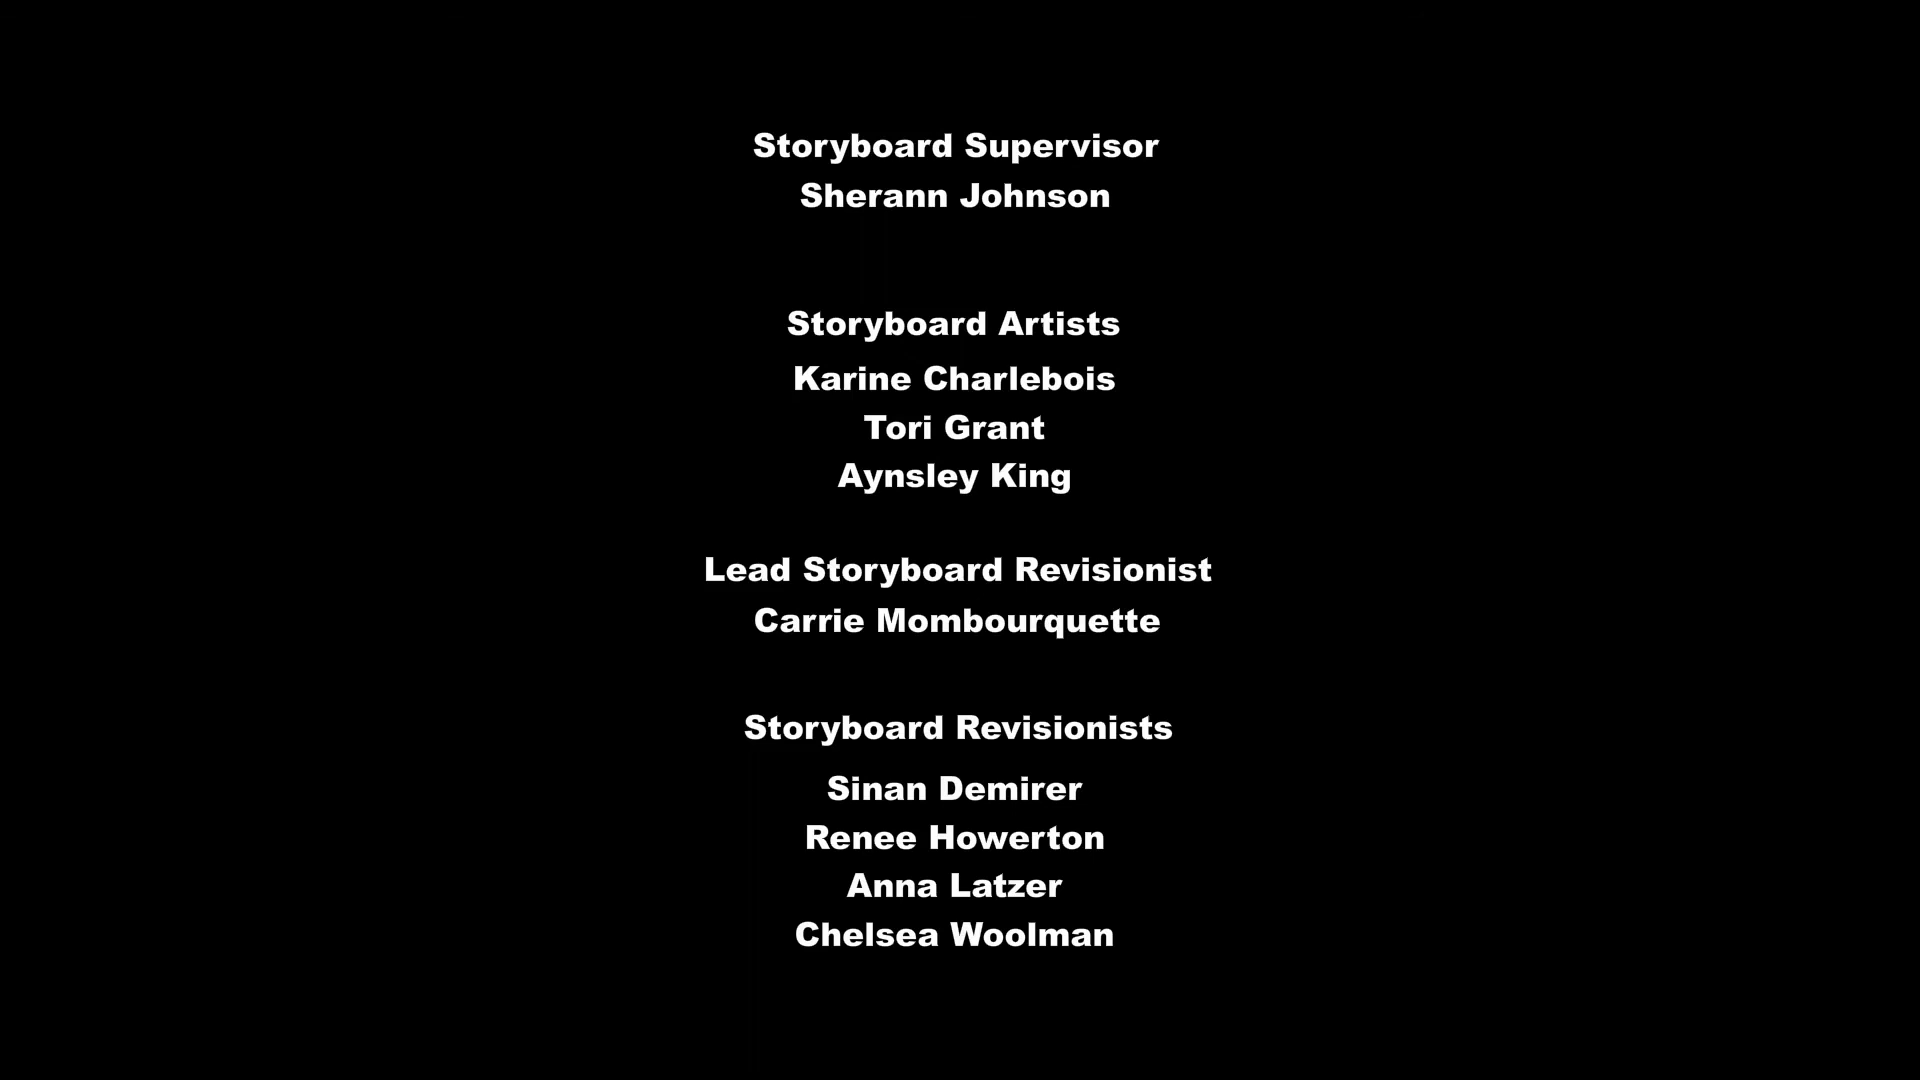 Storyboard Supervisor
Sherann Johnson
Storyboard Artists
Karine Charlebois
Tori Grant
Aynsley King
Lead Storyboard Revisionist
Carrie Mombourquette
Storyboard Revisionists
Sinan Demirer
Renee Howerton
Anna Latzer
Chelsea Woolman